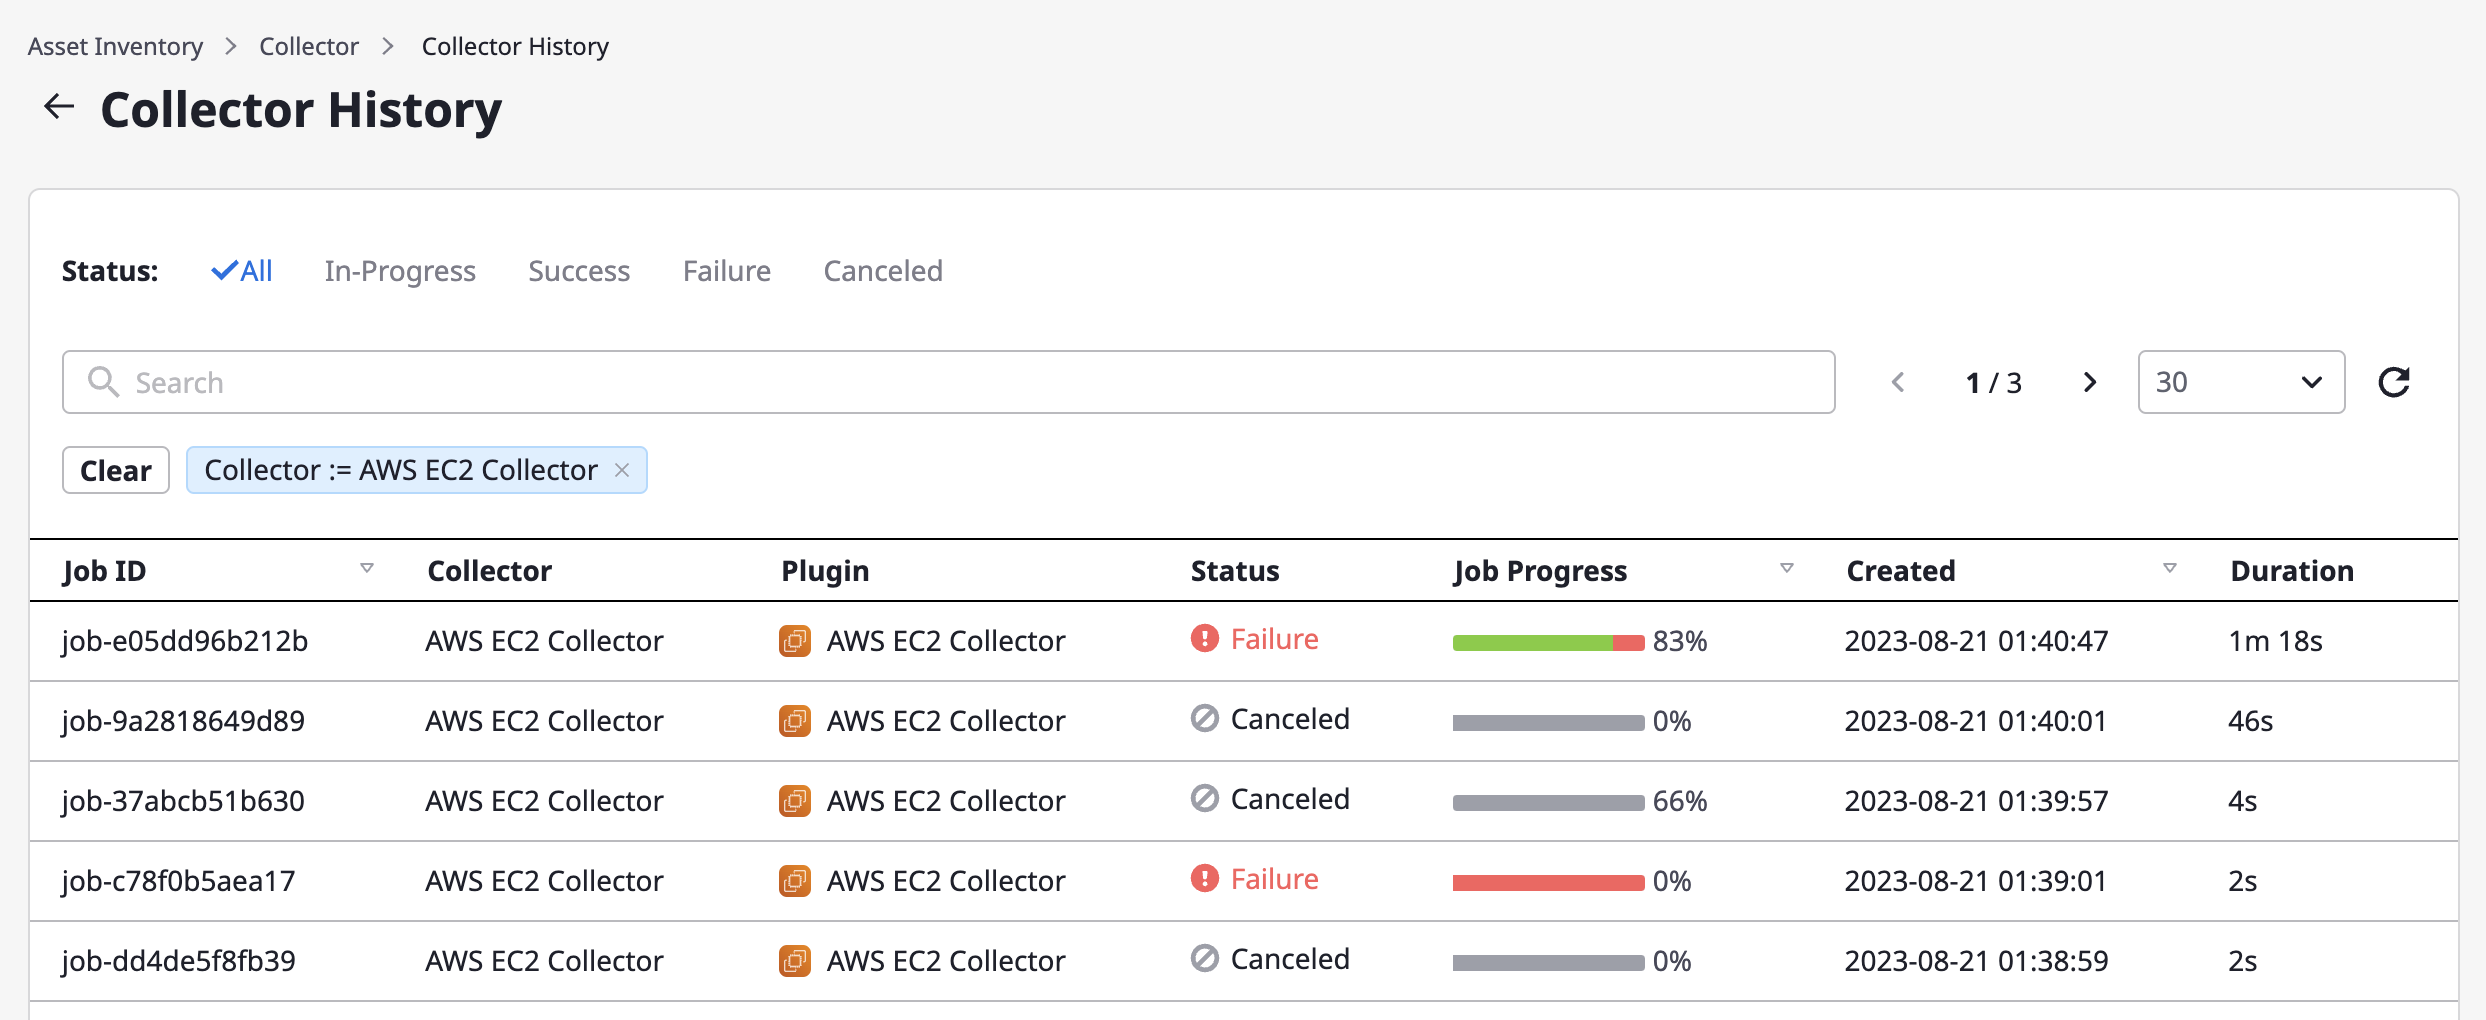 Asset Inventory > Collector > Collector History
Collector History
Status: All In-Progress Success Failure Canceled
Search 1 / 3 30
Clear Collector := AWS EC2 Collector ×
Job ID Collector Plugin Status Job Progress Created Duration
job-e05dd96b212b AWS EC2 Collector AWS EC2 Collector Failure 83% 2023-08-21 01:40:47 1m 18s
job-9a2818649d89 AWS EC2 Collector AWS EC2 Collector Canceled 0% 2023-08-21 01:40:01 46s
job-37abcb51b630 AWS EC2 Collector AWS EC2 Collector Canceled 66% 2023-08-21 01:39:57 4s
job-c78f0b5aea17 AWS EC2 Collector AWS EC2 Collector Failure 0% 2023-08-21 01:39:01 2s
job-dd4de5f8fb39 AWS EC2 Collector AWS EC2 Collector Canceled 0% 2023-08-21 01:38:59 2s